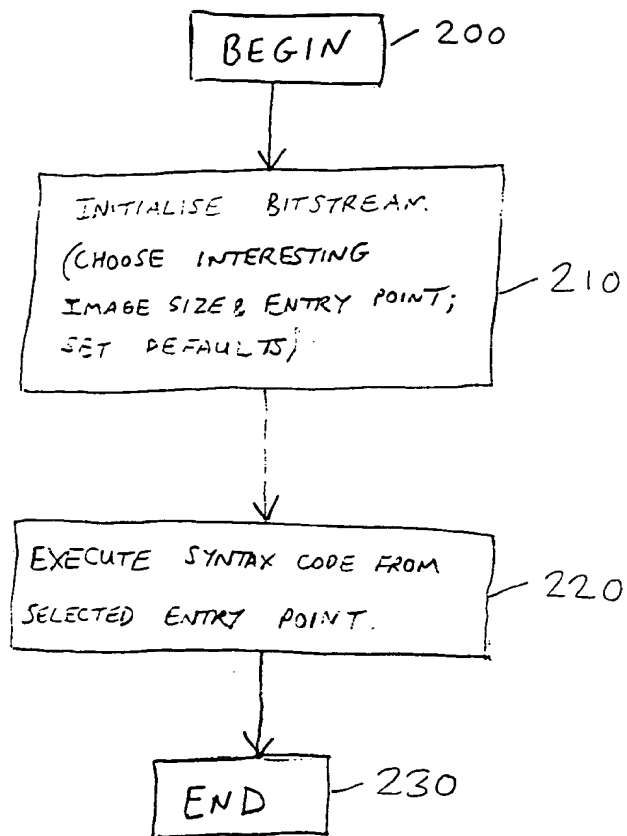 BEGIN 200
INITIALISE BITSTREAM.
(CHOOSE INTERESTING
IMAGE SIZE & ENTRY POINT;
SET DEFAULTS)
210
EXECUTE SYNTAX CODE FROM
SELECTED ENTRY POINT.
220
END 230